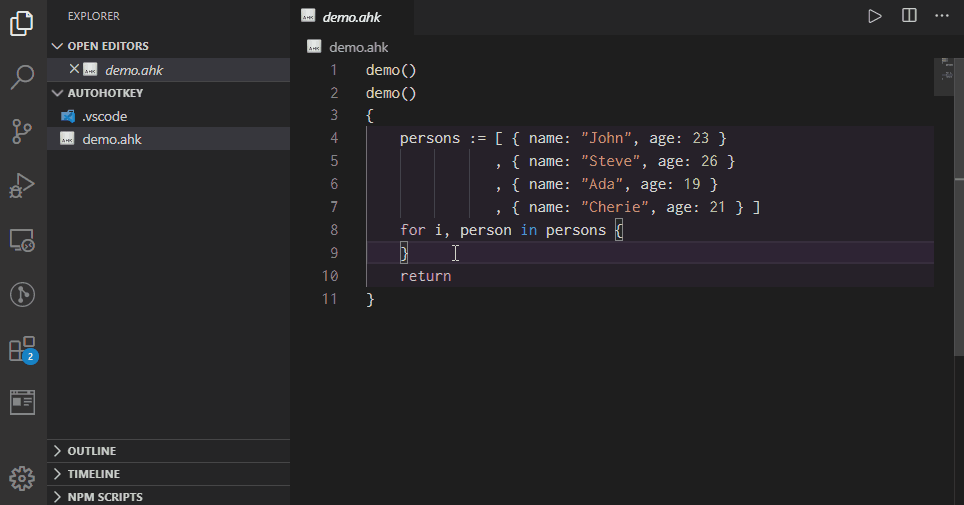 EXPLORER
OPEN EDITORS
demo.ahk
AUTOHOTKEY
.vscode
demo.ahk
2
OUTLINE
TIMELINE
NPM SCRIPTS
demo.ahk
demo.ahk
1 demo()
2 demo()
3 {
4 persons := [ { name: "John", age: 23 }
5 , { name: "Steve", age: 26 }
6 , { name: "Ada", age: 19 }
7 , { name: "Cherie", age: 21 } ]
8 for i, person in persons {
9 }
10 return
11 }